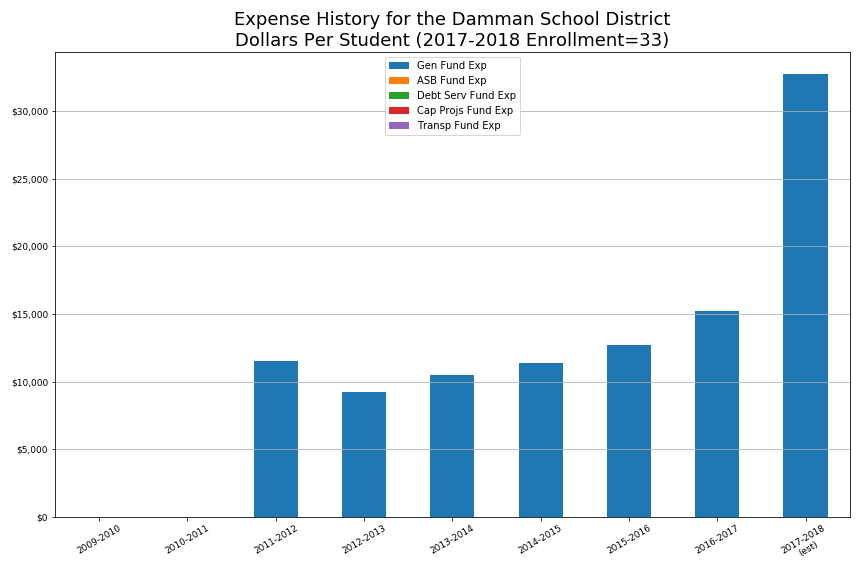 Expense History for the Damman School District
Dollars Per Student (2017-2018 Enrollment=33)
Gen Fund Exp
ASB Fund Exp
Debt Serv Fund Exp
Cap Projs Fund Exp
Transp Fund Exp
$30,000
$25,000
$20,000
$15,000
$10,000
$5,000
$0
2009-2010
2010-2011
2011-2012
2012-2013
2013-2014
2014-2015
2015-2016
2016-2017
2017-2018
(est)